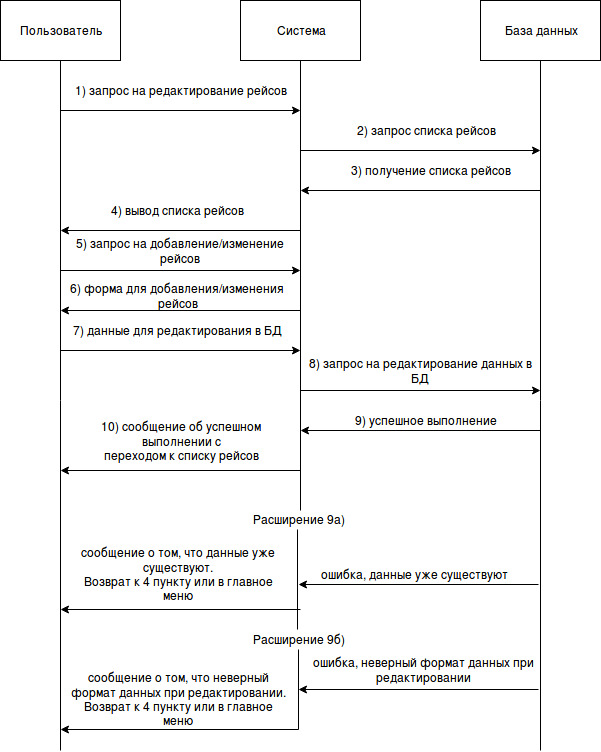 Пользователь
Система
База данных
1) запрос на редактирование рейсов
2) запрос списка рейсов
3) получение списка рейсов
4) вывод списка рейсов
5) запрос на добавление/изменение
рейсов
6) форма для добавления/изменения
рейсов
7) данные для редактирования в БД
8) запрос на редактирование данных в
БД
9) успешное выполнение
10) сообщение об успешном
выполнении с
переходом к списку рейсов
Расширение 9а)
сообщение о том, что данные уже
существуют.
Возврат к 4 пункту или в главное
меню
ошибка, данные уже существуют
Расширение 9б)
ошибка, неверный формат данных при
редактировании
сообщение о том, что неверный
формат данных при редактировании.
Возврат к 4 пункту или в главное
меню